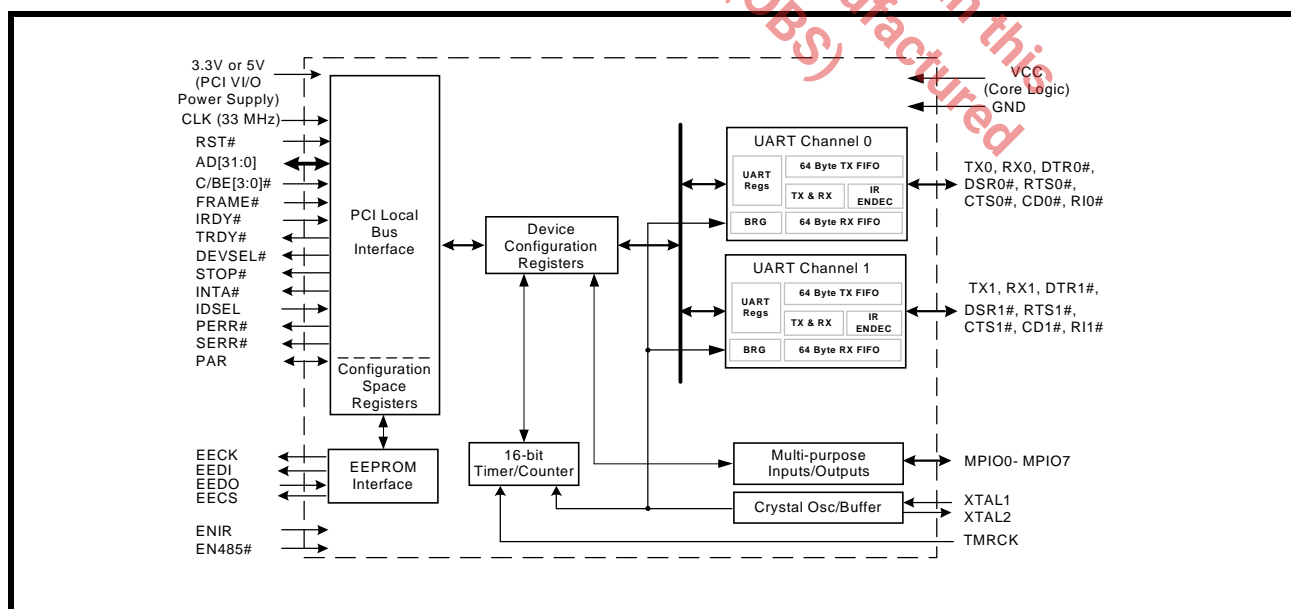 in this
ufactured
(OBS)
3.3V or 5V
(PCI VI/O
Power Supply)
CLK (33 MHz)
RST#
AD[31:0]
C/BE[3:0]#
FRAME#
IRDY#
TRDY#
DEVSEL#
STOP#
INTA#
IDSEL
PERR#
SERR#
PAR
EECK
EEDI
EEDO
EECS
ENIR
EN485#
PCI Local
Bus
Interface
Configuration
Space
Registers
EEPROM
Interface
Device
Configuration
Registers
16-bit
Timer/Counter
UART Channel 0
UART
Regs
64 Byte TX FIFO
TX & RX
IR
ENDEC
BRG
64 Byte RX FIFO
UART Channel 1
UART
Regs
64 Byte TX FIFO
TX & RX
IR
ENDEC
BRG
64 Byte RX FIFO
Multi-purpose
Inputs/Outputs
Crystal Osc/Buffer
VCC
(Core Logic)
GND
TX0, RX0, DTR0#,
DSR0#, RTS0#,
CTS0#, CD0#, RI0#
TX1, RX1, DTR1#,
DSR1#, RTS1#,
CTS1#, CD1#, RI1#
MPIO0- MPIO7
XTAL1
XTAL2
TMRCK